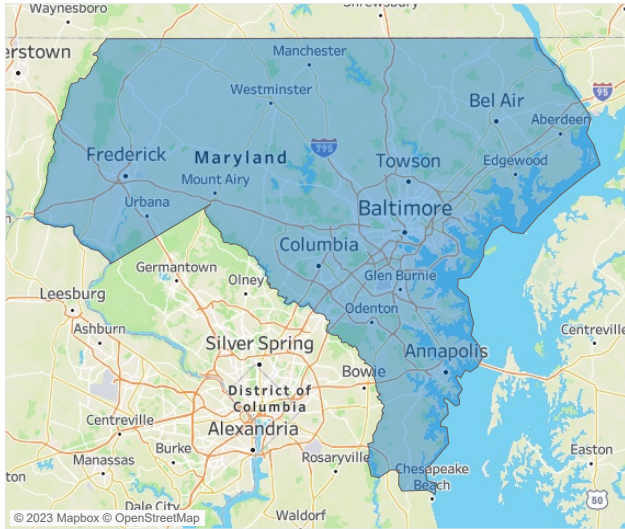 Waynesboro
Shrewsbury
erstown
Manchester
Westminster
95
Bel Air
Aberdeen
795
Frederick
Maryland
Towson
Edgewood
Mount Airy
Urbana
Baltimore
Columbia
Germantown
Olney
Glen Burnie
Leesburg
Odenton
Ashburn
Silver Spring
Centreville
Annapolis
Bowie
District of
Columbia
Centreville
Alexandria
Burke
Rosaryville
Easton
Manassas
Chesapeake
Beach
ton
50
Dale City
Waldorf
© 2023 Mapbox © OpenStreetMap